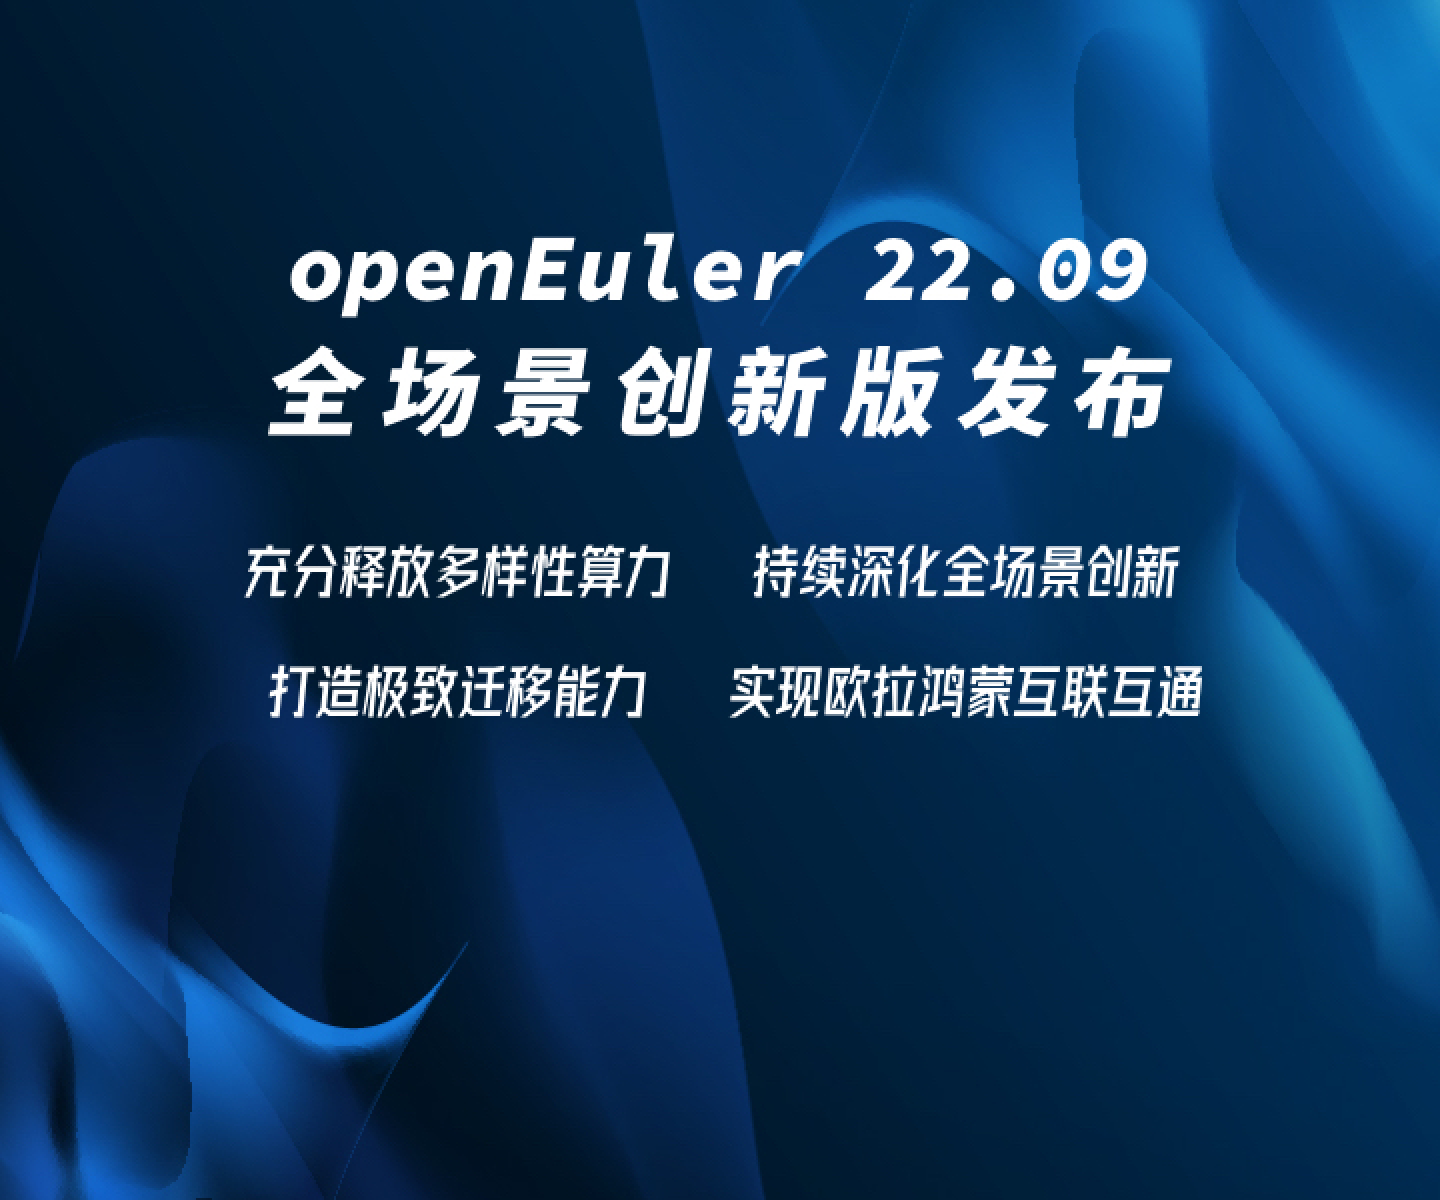 openEuler 22.09
全场景创新版发布
充分释放多样性算力 持续深化全场景创新
打造极致迁移能力 实现欧拉鸿蒙互联互通